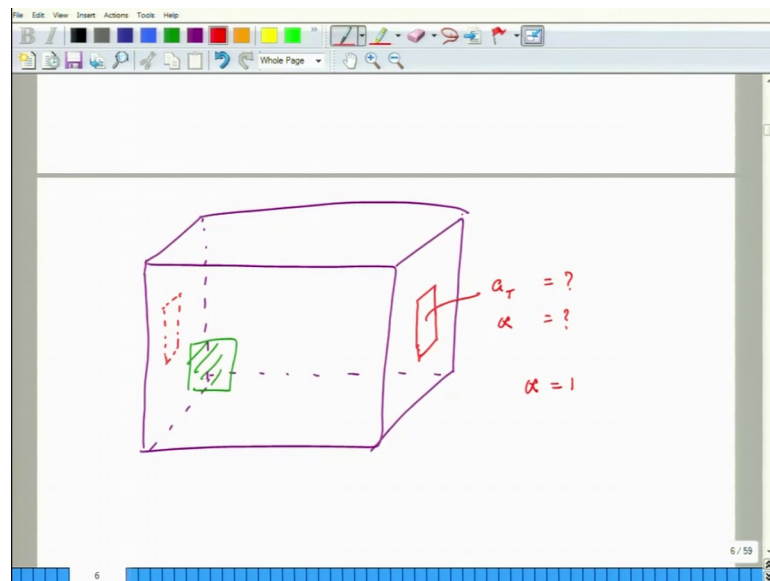 File Edit View Insert Actions Tools Help
B I
Whole Page
a_T = ?
α = ?
α = 1
6 / 59
6